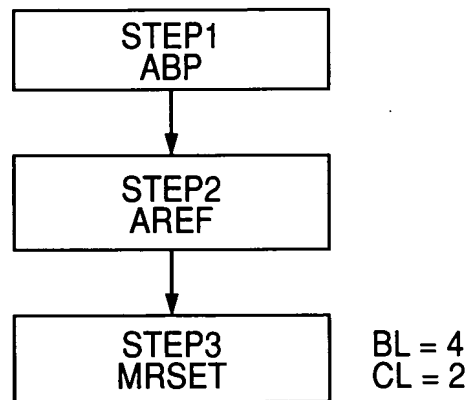 STEP1
ABP
STEP2
AREF
STEP3
MRSET
BL = 4
CL = 2